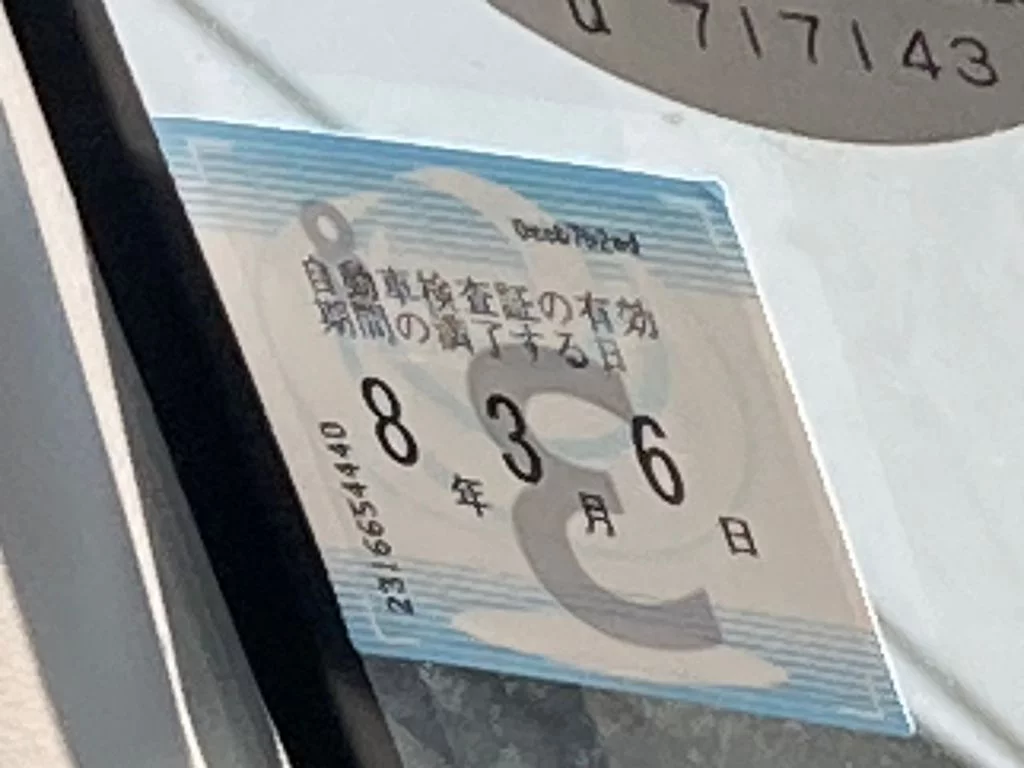 717143
自動車検査証の有効
期間の満了する日
8年 3月 6日
2316654440